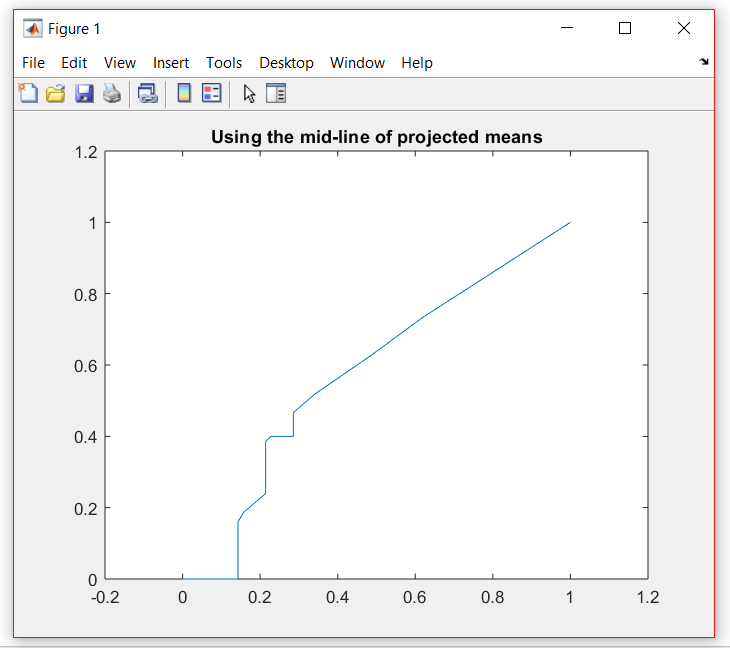 Figure 1
File Edit View Insert Tools Desktop Window Help
Using the mid-line of projected means
1.2
1
0.8
0.6
0.4
0.2
0
-0.2 0 0.2 0.4 0.6 0.8 1 1.2